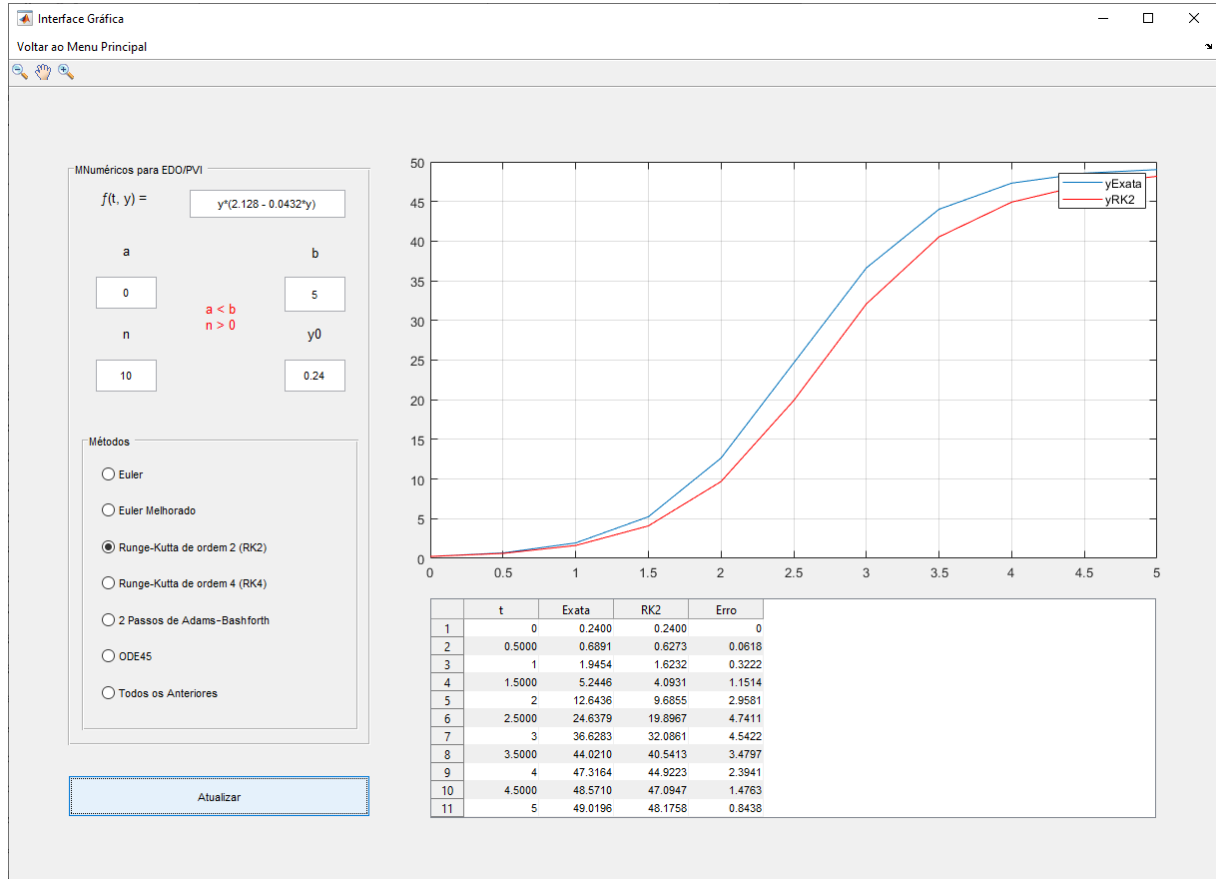 Interface Gráfica
Voltar ao Menu Principal
MNuméricos para EDO/PVI
f(t, y) =
y*(2.128 - 0.0432*y)
a
b
0
5
a < b
n > 0
n
y0
10
0.24
Métodos
Euler
Euler Melhorado
Runge-Kutta de ordem 2 (RK2)
Runge-Kutta de ordem 4 (RK4)
2 Passos de Adams-Bashforth
ODE45
Todos os Anteriores
Atualizar
50
45
40
35
30
25
20
15
10
5
0
0 0.5 1 1.5 2 2.5 3 3.5 4 4.5 5
yExata
yRK2
t Exata RK2 Erro
1 0 0.2400 0.2400 0
2 0.5000 0.6891 0.6273 0.0618
3 1 1.9454 1.6232 0.3222
4 1.5000 5.2446 4.0931 1.1514
5 2 12.6436 9.6855 2.9581
6 2.5000 24.6379 19.8967 4.7411
7 3 36.6283 32.0861 4.5422
8 3.5000 44.0210 40.5413 3.4797
9 4 47.3164 44.9223 2.3941
10 4.5000 48.5710 47.0947 1.4763
11 5 49.0196 48.1758 0.8438